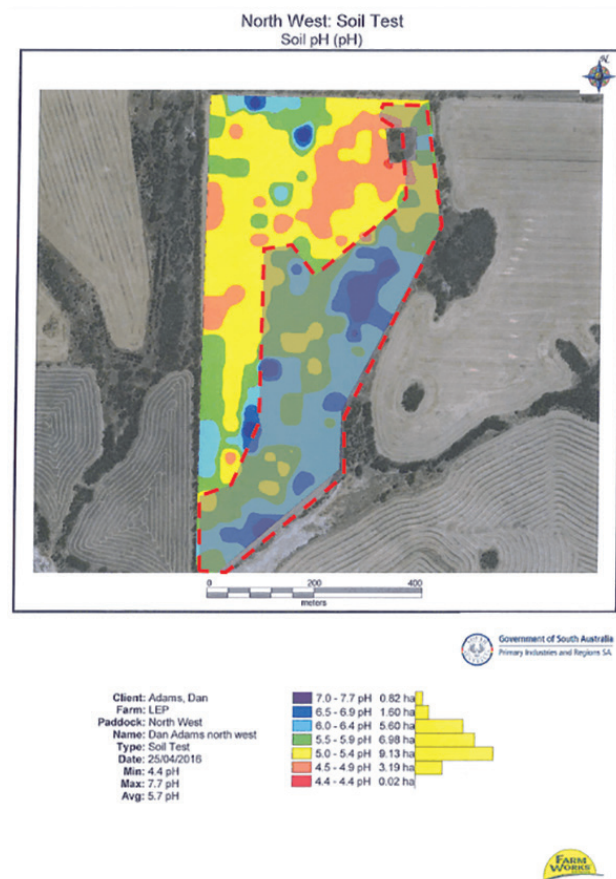 North West: Soil Test
Soil pH (pH)
N
0 200 400
meters
Government of South Australia
Primary Industries and Regions SA
Client: Adams, Dan
Farm: LEP
Paddock: North West
Name: Dan Adams north west
Type: Soil Test
Date: 25/04/2016
Min: 4.4 pH
Max: 7.7 pH
Avg: 5.7 pH
7.0 - 7.7 pH 0.82 ha
6.5 - 6.9 pH 1.60 ha
6.0 - 6.4 pH 5.60 ha
5.5 - 5.9 pH 6.98 ha
5.0 - 5.4 pH 9.13 ha
4.5 - 4.9 pH 3.19 ha
4.4 - 4.4 pH 0.02 ha
FARM
WORKS